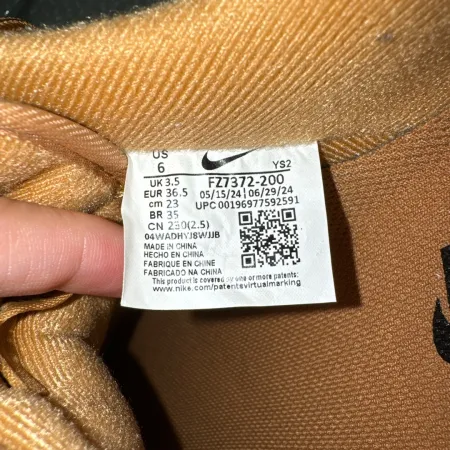 US
6
YS2
UK 3.5
FZ7372-200
EUR 36.5
05/15/24 06/29/24
cm 23
UPC 00196977592591
BR 35
CN 230(2.5)
04WADHYJ8WJJB
MADE IN CHINA
HECHO EN CHINA
FABRIQUE EN CHINE
FABRICADO NA CHINA
This product is covered by one or more patents:
www.nike.com/patentsvirtualmarking